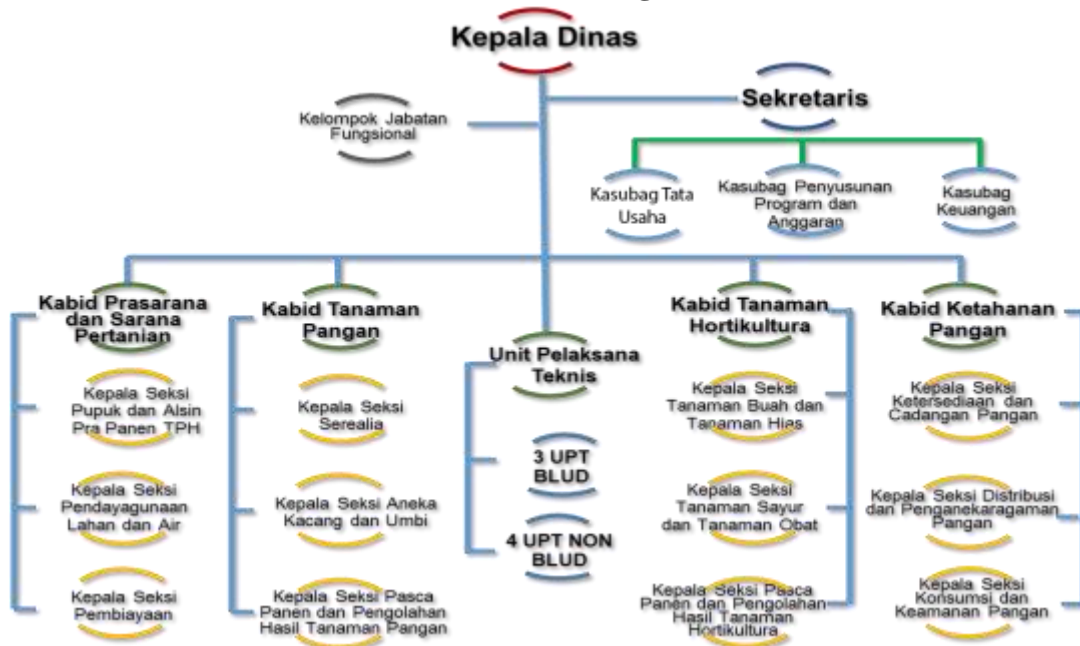 Kepala Dinas
Sekretaris
Kelompok Jabatan
Fungsional
Kasubag Tata
Usaha
Kasubag Penyusunan
Program dan
Anggaran
Kasubag
Keuangan
Kabid Prasarana
dan Sarana
Pertanian
Kepala Seksi
Pupuk dan Alsin
Pra Panen TPH
Kepala Seksi
Pendayagunaan
Lahan dan Air
Kepala Seksi
Pembiayaan
Kabid Tanaman
Pangan
Kepala Seksi
Serealia
Kepala Seksi Aneka
Kacang dan Umbi
Kepala Seksi Pasca
Panen dan Pengolahan
Hasil Tanaman Pangan
Unit Pelaksana
Teknis
3 UPT
BLUD
4 UPT NON
BLUD
Kabid Tanaman
Hortikultura
Kepala Seksi
Tanaman Buah dan
Tanaman Hias
Kepala Seksi
Tanaman Sayur
dan Tanaman Obat
Kepala Seksi Pasca
Panen dan Pengolahan
Hasil Tanaman
Hortikultura
Kabid Ketahanan
Pangan
Kepala Seksi
Ketersediaan dan
Cadangan Pangan
Kepala Seksi Distribusi
dan Penganekaragaman
Pangan
Kepala Seksi
Konsumsi dan
Keamanan Pangan